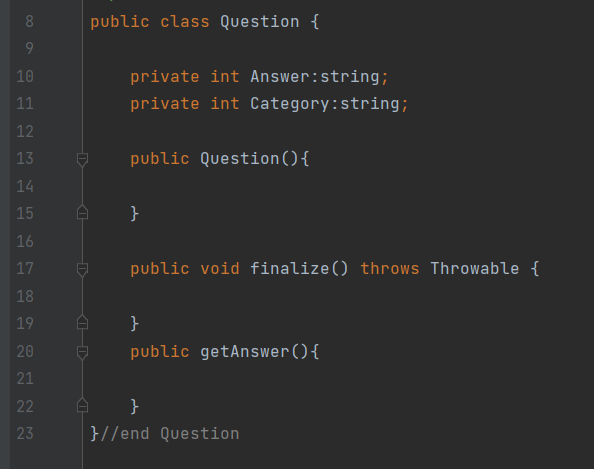 8 public class Question {
9
10 private int Answer:string;
11 private int Category:string;
12
13 public Question(){
14
15 }
16
17 public void finalize() throws Throwable {
18
19 }
20 public getAnswer(){
21
22 }
23 }//end Question